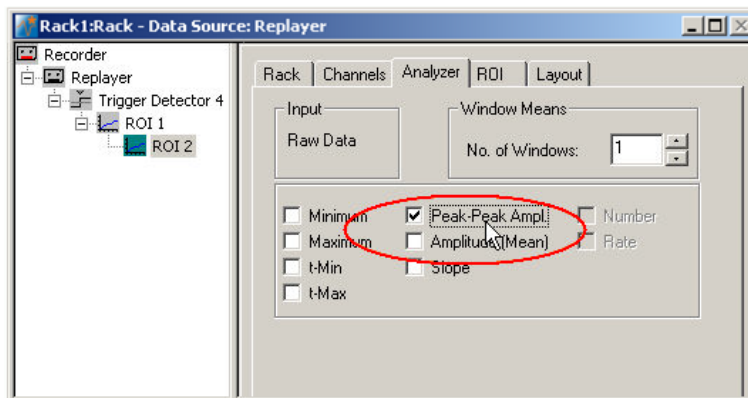 Rack1:Rack - Data Source: Replayer
Recorder
Replayer
Trigger Detector 4
ROI 1
ROI 2
Rack Channels Analyzer ROI Layout
Input
Raw Data
Window Means
No. of Windows: 1
Minimum Peak-Peak Ampl. Number
Maximum Amplitude (Mean) Rate
t-Min Slope
t-Max